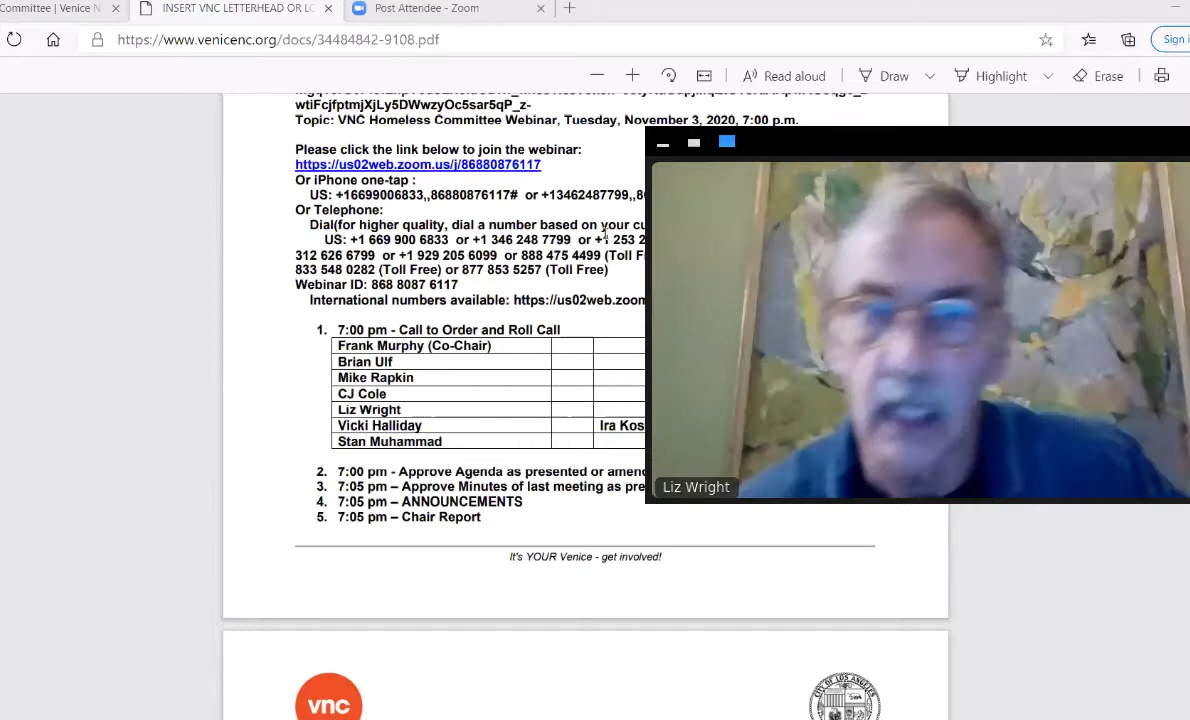 Committee | Venice N
INSERT VNC LETTERHEAD OR LO
Post Attendee - Zoom
https://www.venicenc.org/docs/34484842-9108.pdf
Sign i
Read aloud
Draw
Highlight
Erase
wtiFcjfptmjXjLy5DWwzyOc5sar5qP_z-
Topic: VNC Homeless Committee Webinar, Tuesday, November 3, 2020, 7:00 p.m.
Please click the link below to join the webinar:
https://us02web.zoom.us/j/86880876117
Or iPhone one-tap :
US: +16699006833,,86880876117# or +13462487799,,8
Or Telephone:
Dial(for higher quality, dial a number based on your cu
US: +1 669 900 6833 or +1 346 248 7799 or +1 253 2
312 626 6799 or +1 929 205 6099 or 888 475 4499 (Toll F
833 548 0282 (Toll Free) or 877 853 5257 (Toll Free)
Webinar ID: 868 8087 6117
International numbers available: https://us02web.zoom
1. 7:00 pm - Call to Order and Roll Call
Frank Murphy (Co-Chair)
Brian Ulf
Mike Rapkin
CJ Cole
Liz Wright
Vicki Halliday Ira Kos
Stan Muhammad
2. 7:00 pm - Approve Agenda as presented or amend
3. 7:05 pm – Approve Minutes of last meeting as pre
4. 7:05 pm – ANNOUNCEMENTS
5. 7:05 pm – Chair Report
Liz Wright
It's YOUR Venice - get involved!
vnc
CITY OF LOS ANGELES